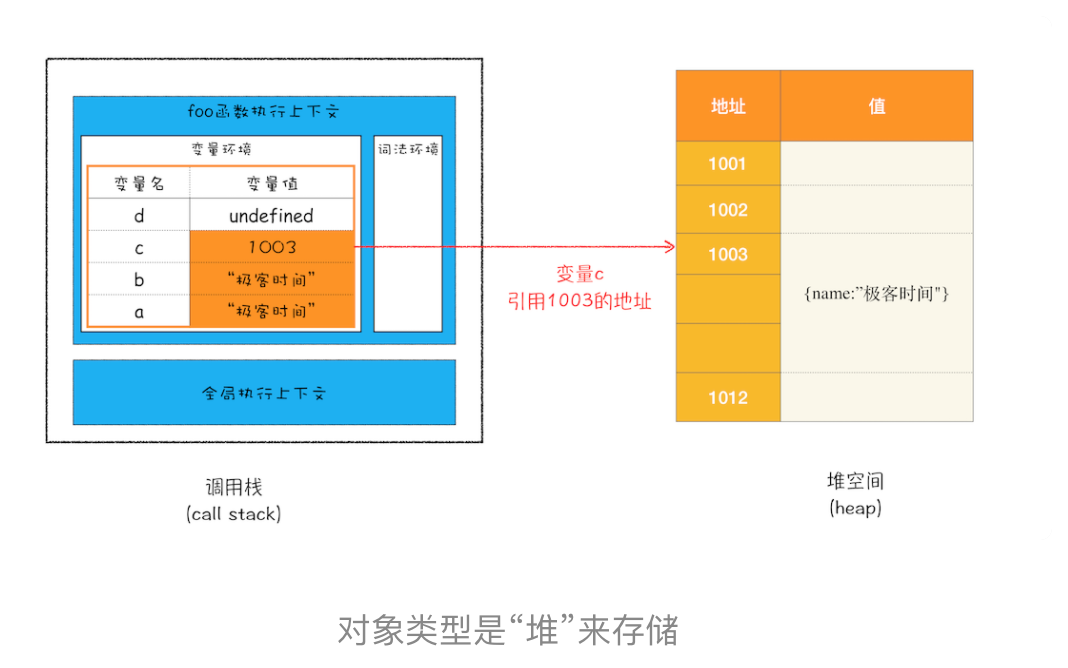 foo函数执行上下文
变量环境
词法环境
变量名 变量值
d undefined
c 1003
b “极客时间”
a “极客时间”
全局执行上下文
调用栈
(call stack)
变量c
引用1003的地址
地址 值
1001
1002
1003
{name:”极客时间"}
1012
堆空间
(heap)
对象类型是“堆”来存储